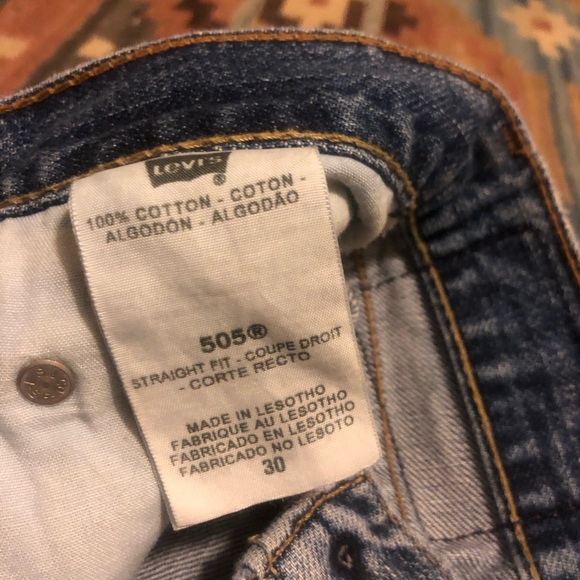 Levi's
®
100% COTTON - COTON -
ALGODÓN - ALGODÃO
505®
STRAIGHT FIT - COUPE DROIT
- CORTE RECTO
MADE IN LESOTHO
FABRIQUE AU LESOTHO
FABRICADO EN LESOTHO
FABRICADO NO LESOTO
30